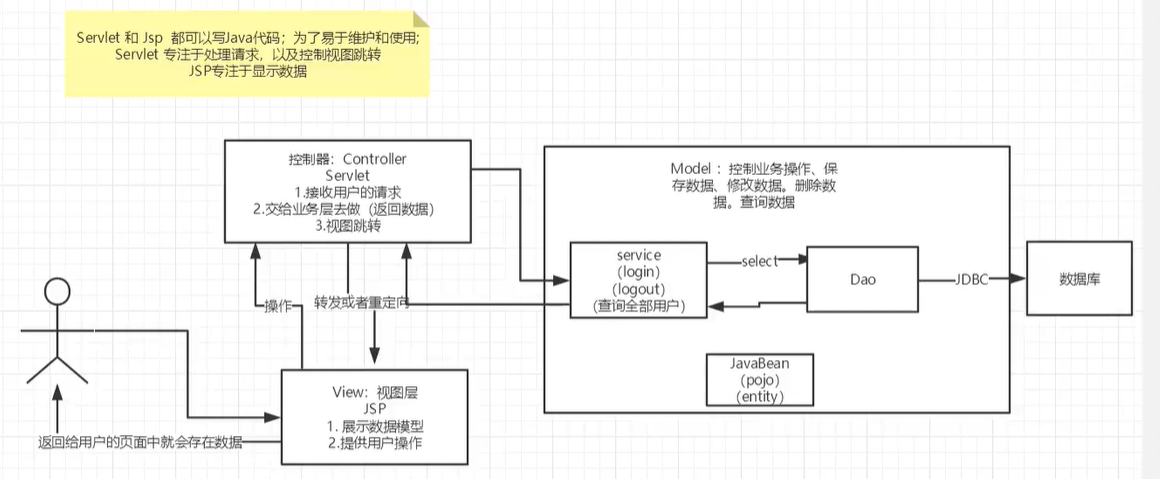 Servlet 和 Jsp 都可以写Java代码；为了易于维护和使用；
Servlet 专注于处理请求，以及控制视图跳转
JSP专注于显示数据
控制器：Controller
Servlet
1.接收用户的请求
2.交给业务层去做（返回数据）
3.视图跳转
Model ：控制业务操作、保
存数据、修改数据。删除数
据。查询数据
service
（login）
（logout）
（查询全部用户）
select
Dao
JDBC
数据库
操作
转发或者重定向
JavaBean
（pojo）
（entity）
View：视图层
JSP
1. 展示数据模型
2.提供用户操作
返回给用户的页面中就会存在数据